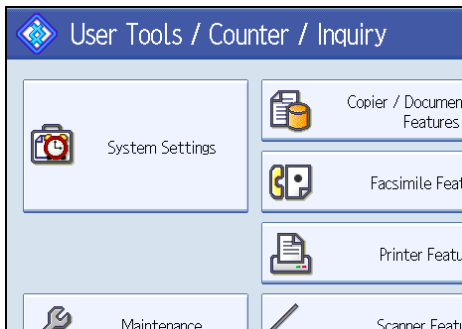 User Tools / Counter / Inquiry
System Settings
Copier / Documen
Features
Facsimile Feat
Printer Featu
Maintenance
Scanner Featu